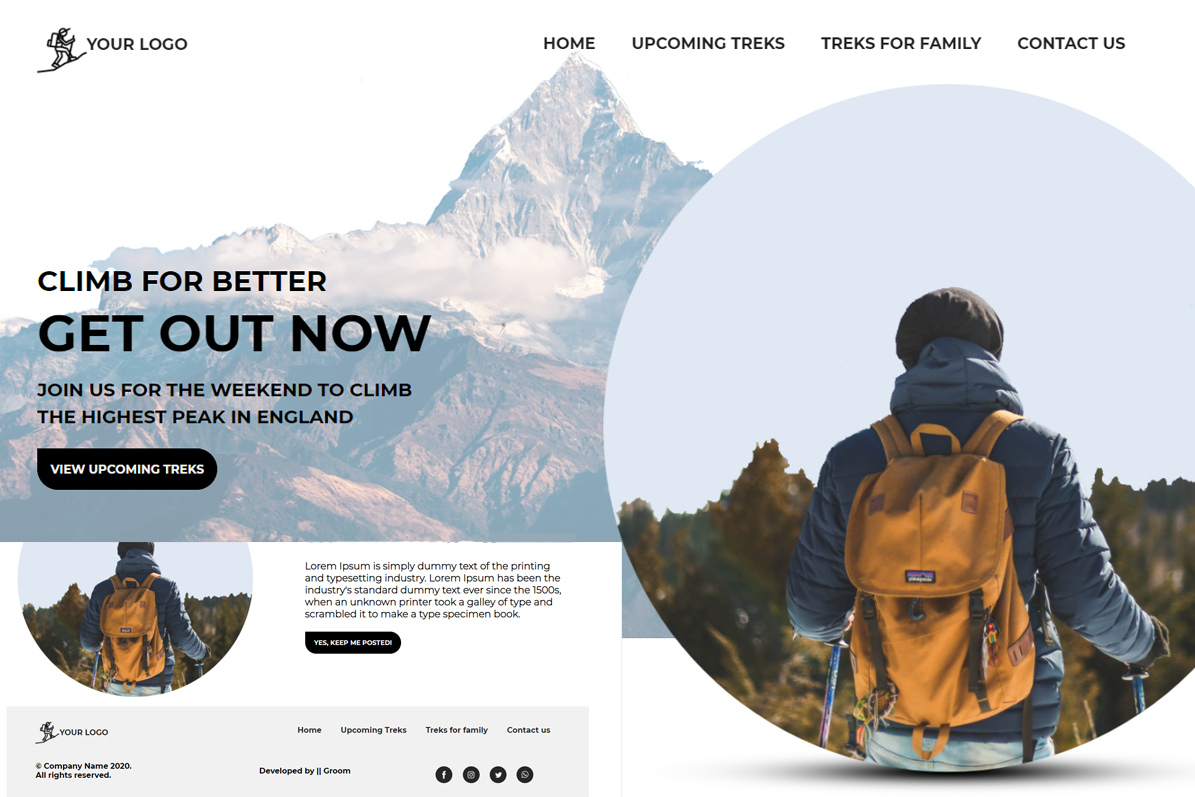 YOUR LOGO
HOME UPCOMING TREKS TREKS FOR FAMILY CONTACT US
CLIMB FOR BETTER
GET OUT NOW
JOIN US FOR THE WEEKEND TO CLIMB
THE HIGHEST PEAK IN ENGLAND
VIEW UPCOMING TREKS
patagonia
Lorem Ipsum is simply dummy text of the printing
and typesetting industry. Lorem Ipsum has been the
industry's standard dummy text ever since the 1500s,
when an unknown printer took a galley of type and
scrambled it to make a type specimen book.
YES, KEEP ME POSTED!
YOUR LOGO
Home Upcoming Treks Treks for family Contact us
© Company Name 2020.
All rights reserved.
Developed by || Groom